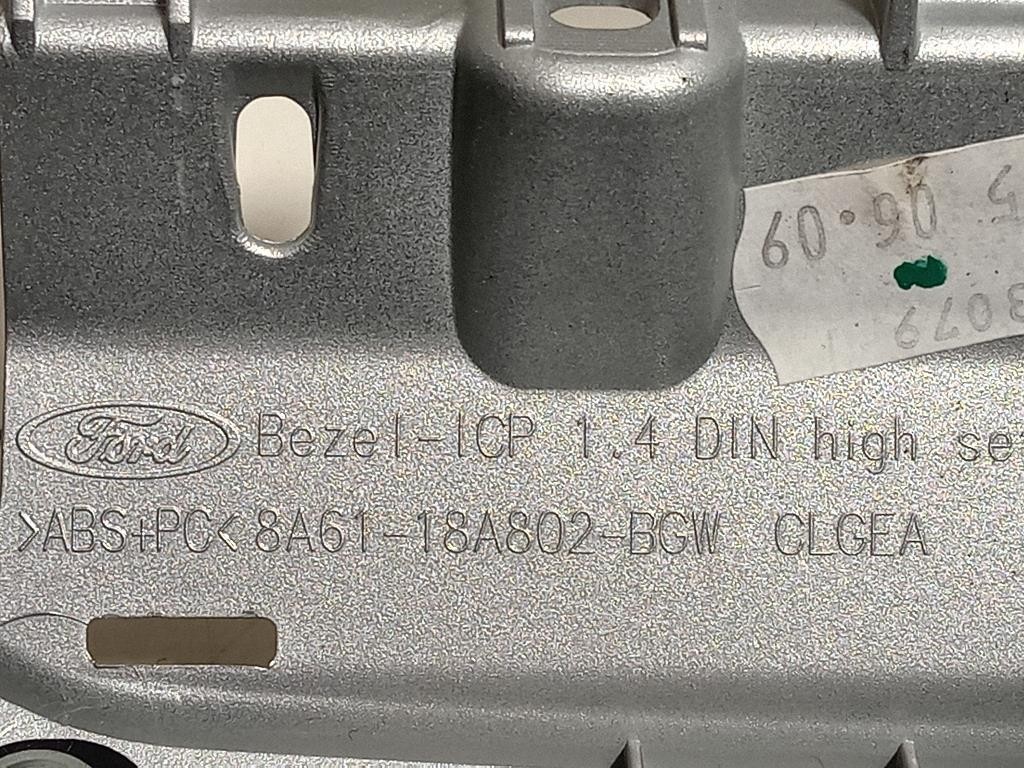 Ford Bezel-ICP 1.4 DIN high
>ABS+PC< 8A61-18A802-BGW CLGEA